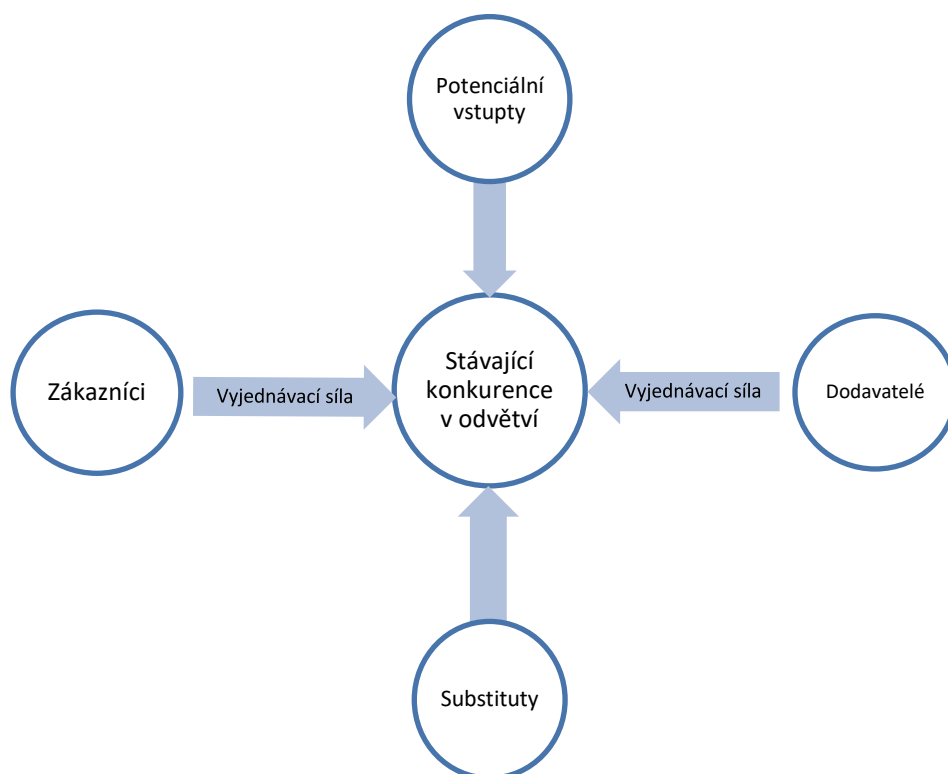 Potenciální
vstupty
Zákazníci
Vyjednávací síla
Stávající
konkurence
v odvětví
Vyjednávací síla
Dodavatelé
Substituty